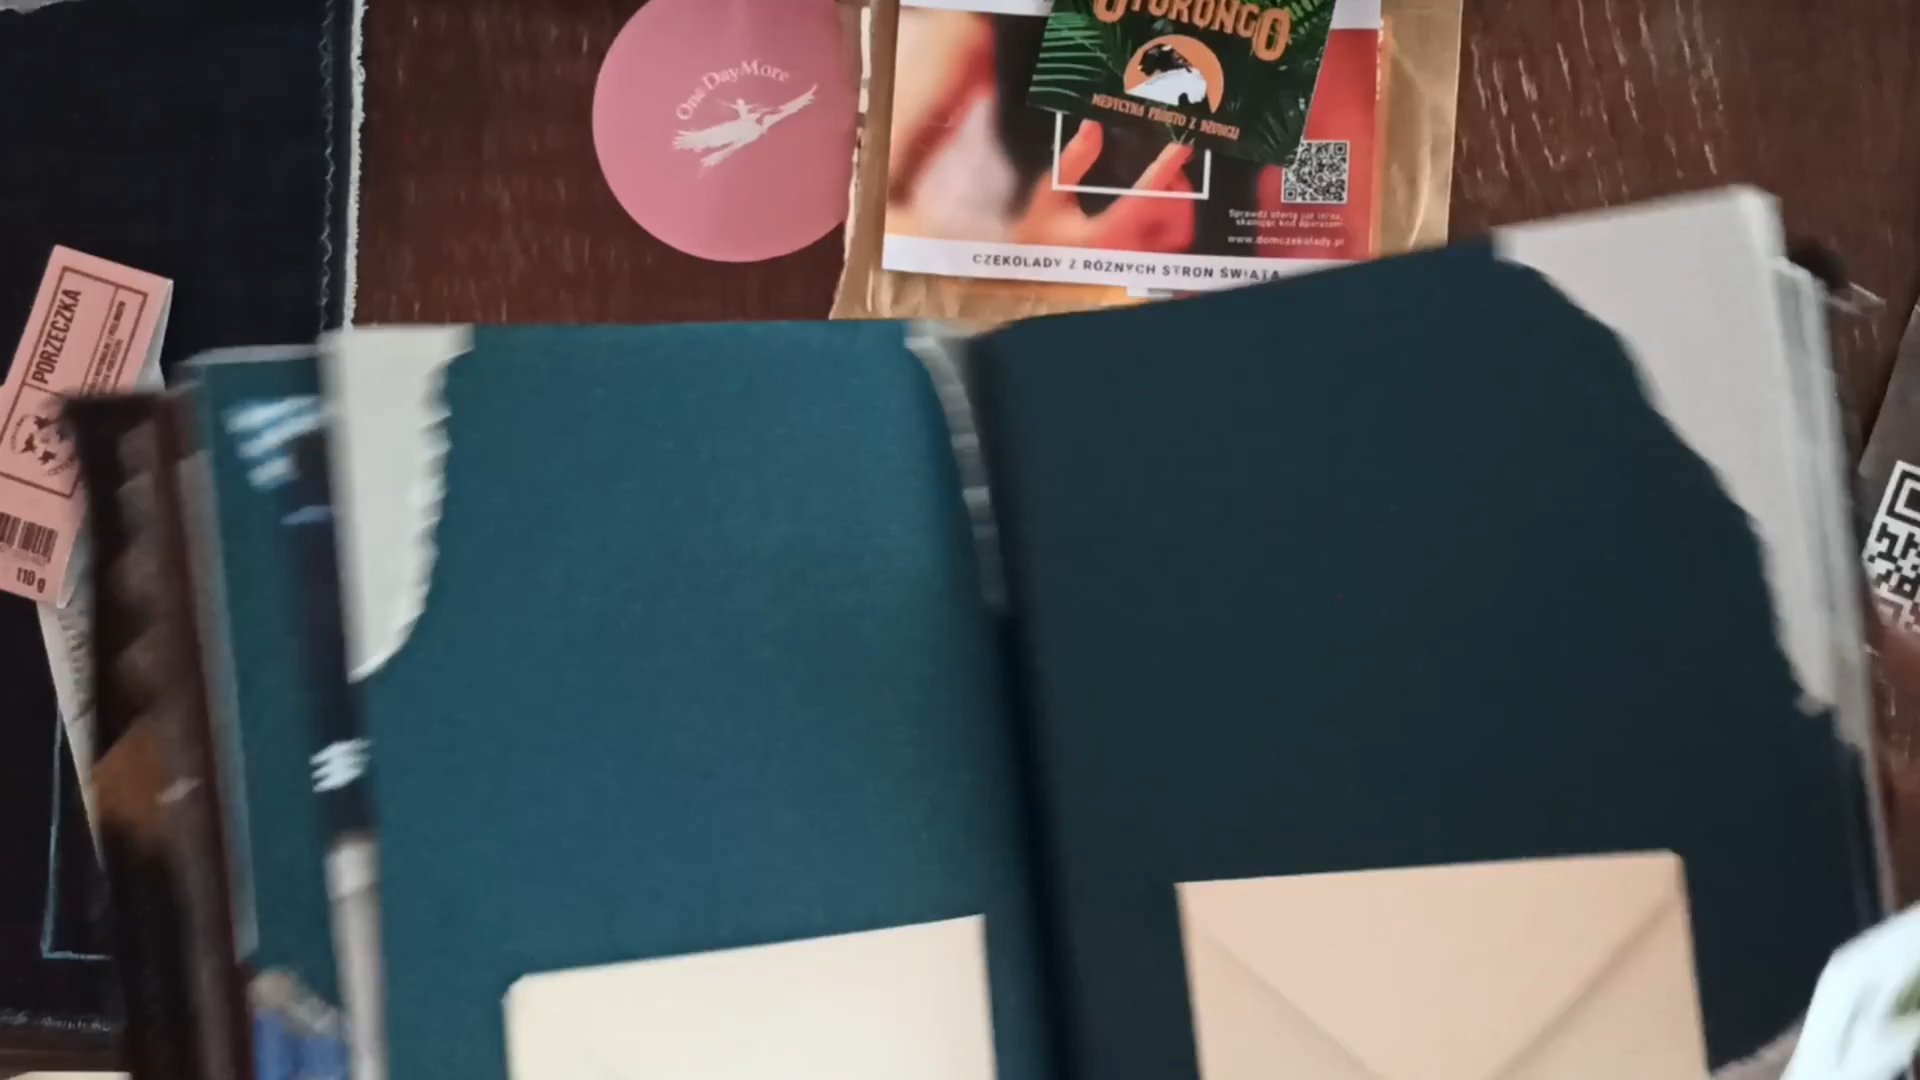 One Day More
OTORONGO
MEDYCYNA PROSTO Z DŻUNGLI
Sprawdź ofertę już teraz,
skanując kod aparatem
www.domczekolady.pl
CZEKOLADY Z RÓŻNYCH STRON ŚWIATA
PORZECZKA
110 g